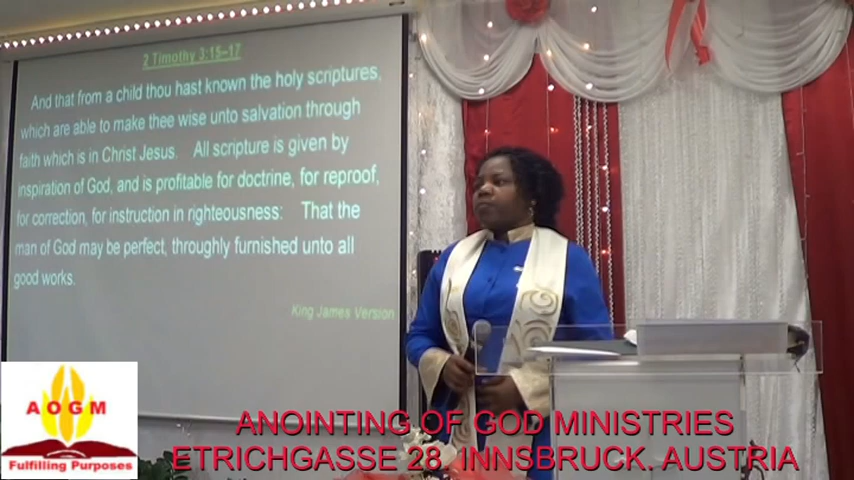 2 Timothy 3:15–17
And that from a child thou hast known the holy scriptures,
which are able to make thee wise unto salvation through
faith which is in Christ Jesus. All scripture is given by
inspiration of God, and is profitable for doctrine, for reproof,
for correction, for instruction in righteousness: That the
man of God may be perfect, throughly furnished unto all
good works.
King James Version
AOGM
Fulfilling Purposes
ANOINTING OF GOD MINISTRIES
ETRICHGASSE 28, INNSBRUCK. AUSTRIA